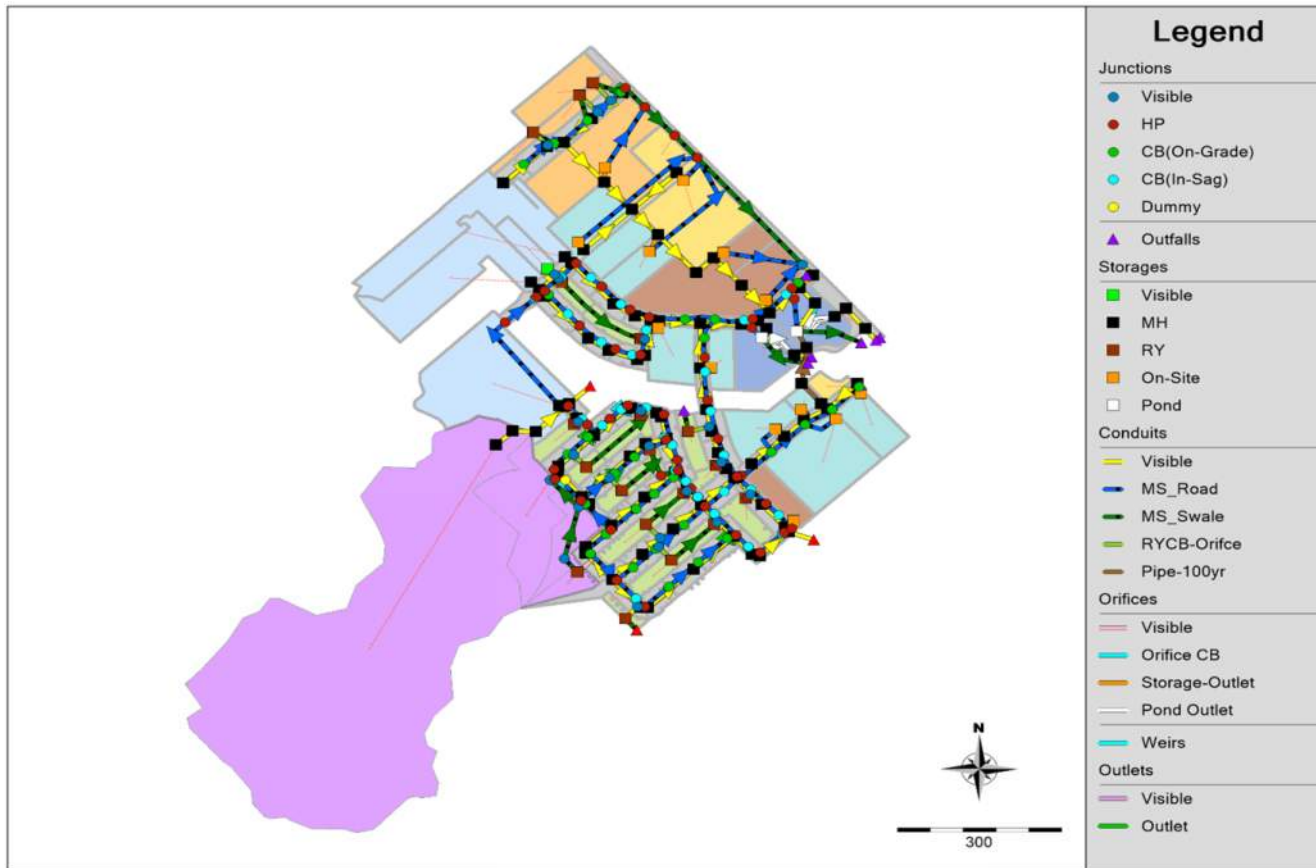 Legend
Junctions
Visible
HP
CB(On-Grade)
CB(In-Sag)
Dummy
Outfalls
Storages
Visible
MH
RY
On-Site
Pond
Conduits
Visible
MS_Road
MS_Swale
RYCB-Orifce
Pipe-100yr
Orifices
Visible
Orifice CB
Storage-Outlet
Pond Outlet
Weirs
Outlets
Visible
Outlet
N
300